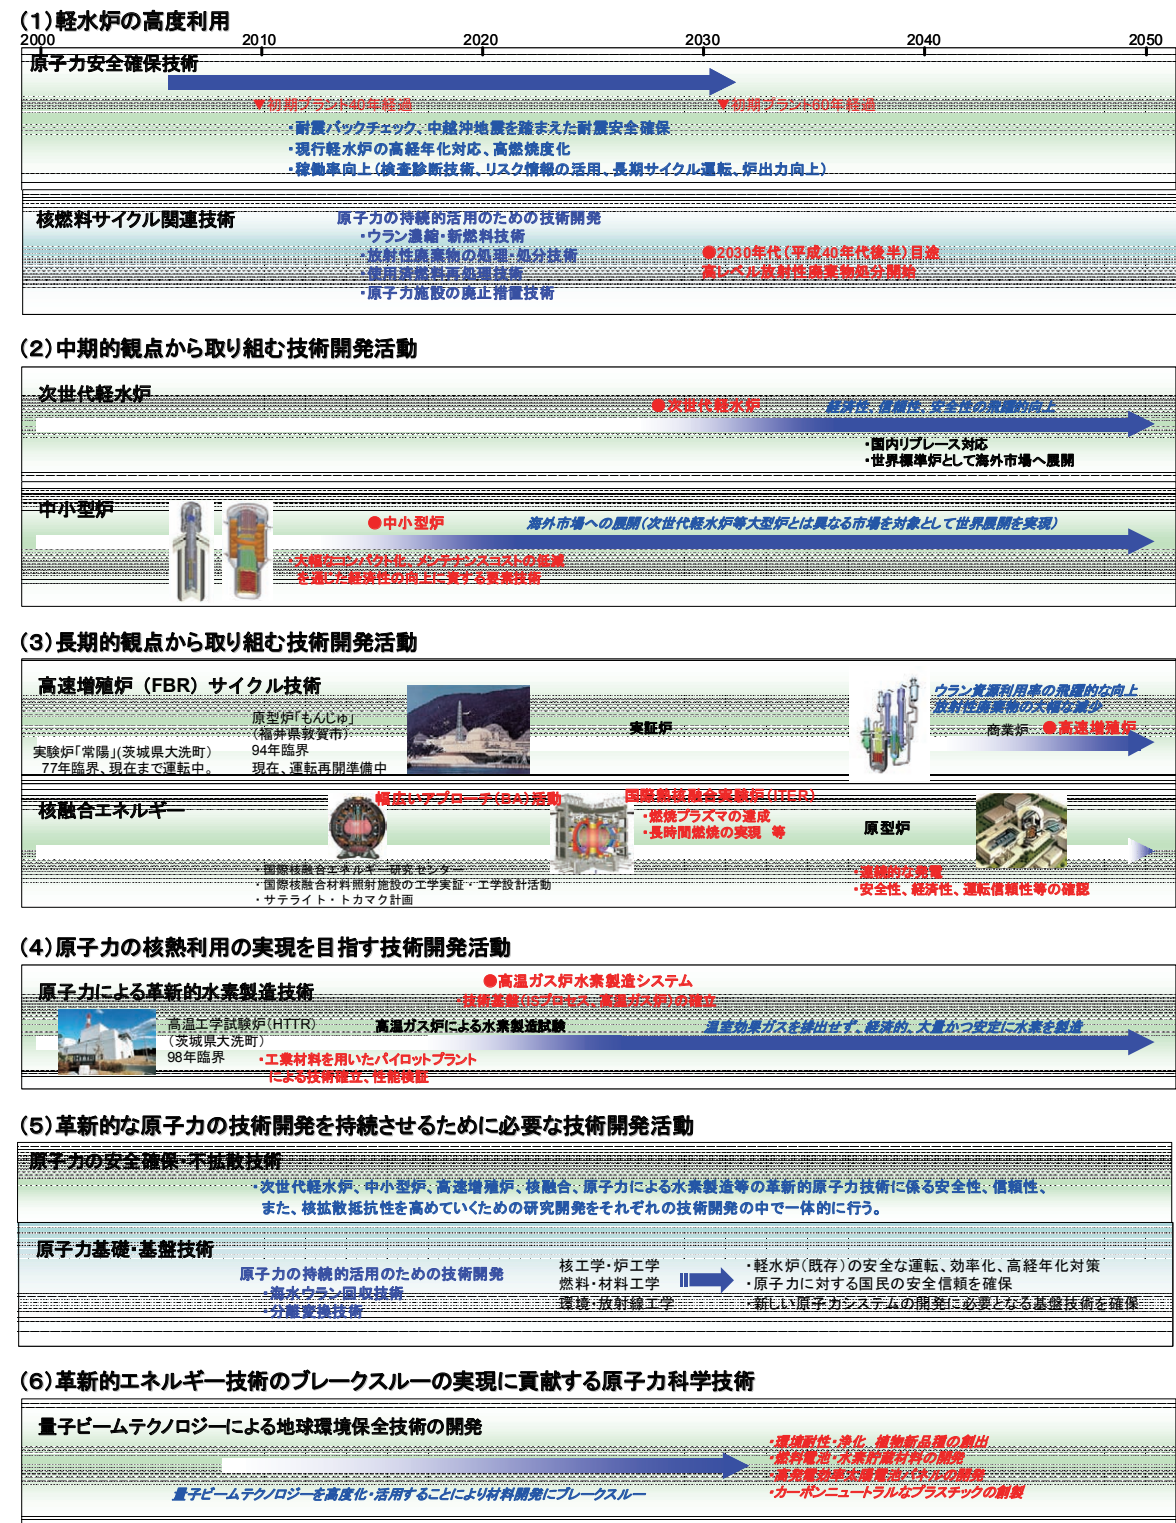 (1)軽水炉の高度利用
2000 2010 2020 2030 2040 2050
原子力安全確保技術
▼初期プラント40年経過 ▼初期プラント60年経過
・耐震バックチェック、中越沖地震を踏まえた耐震安全確保
・現行軽水炉の高経年化対応、高燃焼度化
・稼働率向上(検査診断技術、リスク情報の活用、長期サイクル運転、炉出力向上)
核燃料サイクル関連技術
原子力の持続的活用のための技術開発
・ウラン濃縮・新燃料技術
・放射性廃棄物の処理・処分技術
・使用済燃料再処理技術
・原子力施設の廃止措置技術
●2030年代(平成40年代後半)目途
高レベル放射性廃棄物処分開始
(2)中期的観点から取り組む技術開発活動
次世代軽水炉
●次世代軽水炉 経済性、信頼性、安全性の飛躍的向上
・国内リプレース対応
・世界標準炉として海外市場へ展開
中小型炉
●中小型炉 海外市場への展開(次世代軽水炉等大型炉とは異なる市場を対象として世界展開を実現)
・大幅なコンパクト化、メンテナンスコストの低減
を通じた経済性の向上に資する要素技術
(3)長期的観点から取り組む技術開発活動
高速増殖炉(FBR)サイクル技術
実験炉「常陽」(茨城県大洗町)
77年臨界、現在まで運転中。
原型炉「もんじゅ」
(福井県敦賀市)
94年臨界
現在、運転再開準備中
実証炉
ウラン資源利用率の飛躍的な向上
放射性廃棄物の大幅な減少
商業炉 ●高速増殖炉
核融合エネルギー
幅広いアプローチ(BA)活動
・国際核融合エネルギー研究センター
・国際核融合材料照射施設の工学実証・工学設計活動
・サテライト・トカマク計画
国際熱核融合実験炉(ITER)
・燃焼プラズマの達成
・長時間燃焼の実現 等
原型炉
・連続的な発電
・安全性、経済性、運転信頼性等の確認
(4)原子力の核熱利用の実現を目指す技術開発活動
原子力による革新的水素製造技術
●高温ガス炉水素製造システム
・技術基盤(ISプロセス、高温ガス炉)の確立
高温工学試験炉(HTTR)
(茨城県大洗町)
98年臨界
高温ガス炉による水素製造試験
温室効果ガスを排出せず、経済的、大量かつ安定に水素を製造
・工業材料を用いたパイロットプラント
による技術確立、性能検証
(5)革新的な原子力の技術開発を持続させるために必要な技術開発活動
原子力の安全確保・不拡散技術
・次世代軽水炉、中小型炉、高速増殖炉、核融合、原子力による水素製造等の革新的原子力技術に係る安全性、信頼性、
また、核拡散抵抗性を高めていくための研究開発をそれぞれの技術開発の中で一体的に行う。
原子力基礎・基盤技術
原子力の持続的活用のための技術開発
・海水ウラン回収技術
・分離変換技術
核工学・炉工学
燃料・材料工学
環境・放射線工学
・軽水炉(既存)の安全な運転、効率化、高経年化対策
・原子力に対する国民の安全信頼を確保
・新しい原子力システムの開発に必要となる基盤技術を確保
(6)革新的エネルギー技術のブレークスルーの実現に貢献する原子力科学技術
量子ビームテクノロジーによる地球環境保全技術の開発
量子ビームテクノロジーを高度化・活用することにより材料開発にブレークスルー
・環境耐性・浄化 植物新品種の創出
・燃料電池・水素貯蔵材料の開発
・高発電効率太陽電池パネルの開発
・カーボンニュートラルなプラスチックの創製